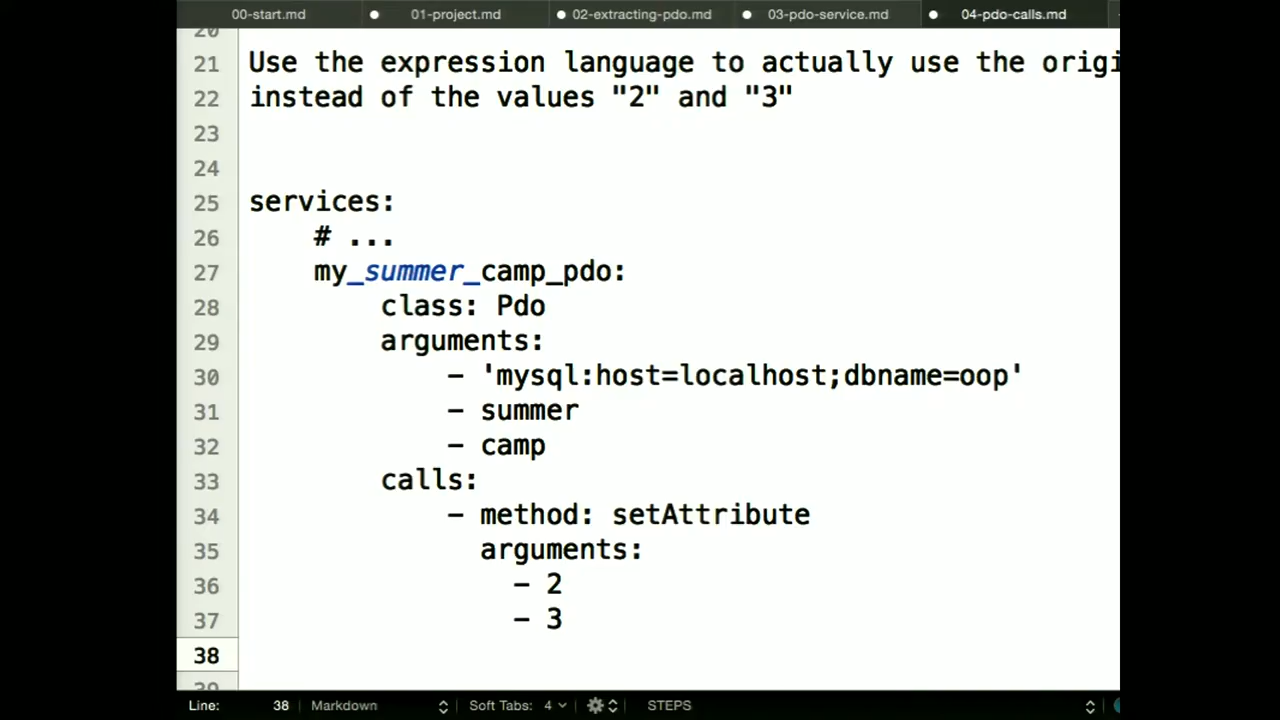 00-start.md 01-project.md 02-extracting-pdo.md 03-pdo-service.md 04-pdo-calls.md
20
21 Use the expression language to actually use the origi
22 instead of the values "2" and "3"
23
24
25 services:
26 # ...
27 my_summer_camp_pdo:
28 class: Pdo
29 arguments:
30 - 'mysql:host=localhost;dbname=oop'
31 - summer
32 - camp
33 calls:
34 - method: setAttribute
35 arguments:
36 - 2
37 - 3
38
39
Line: 38 Markdown Soft Tabs: 4 STEPS